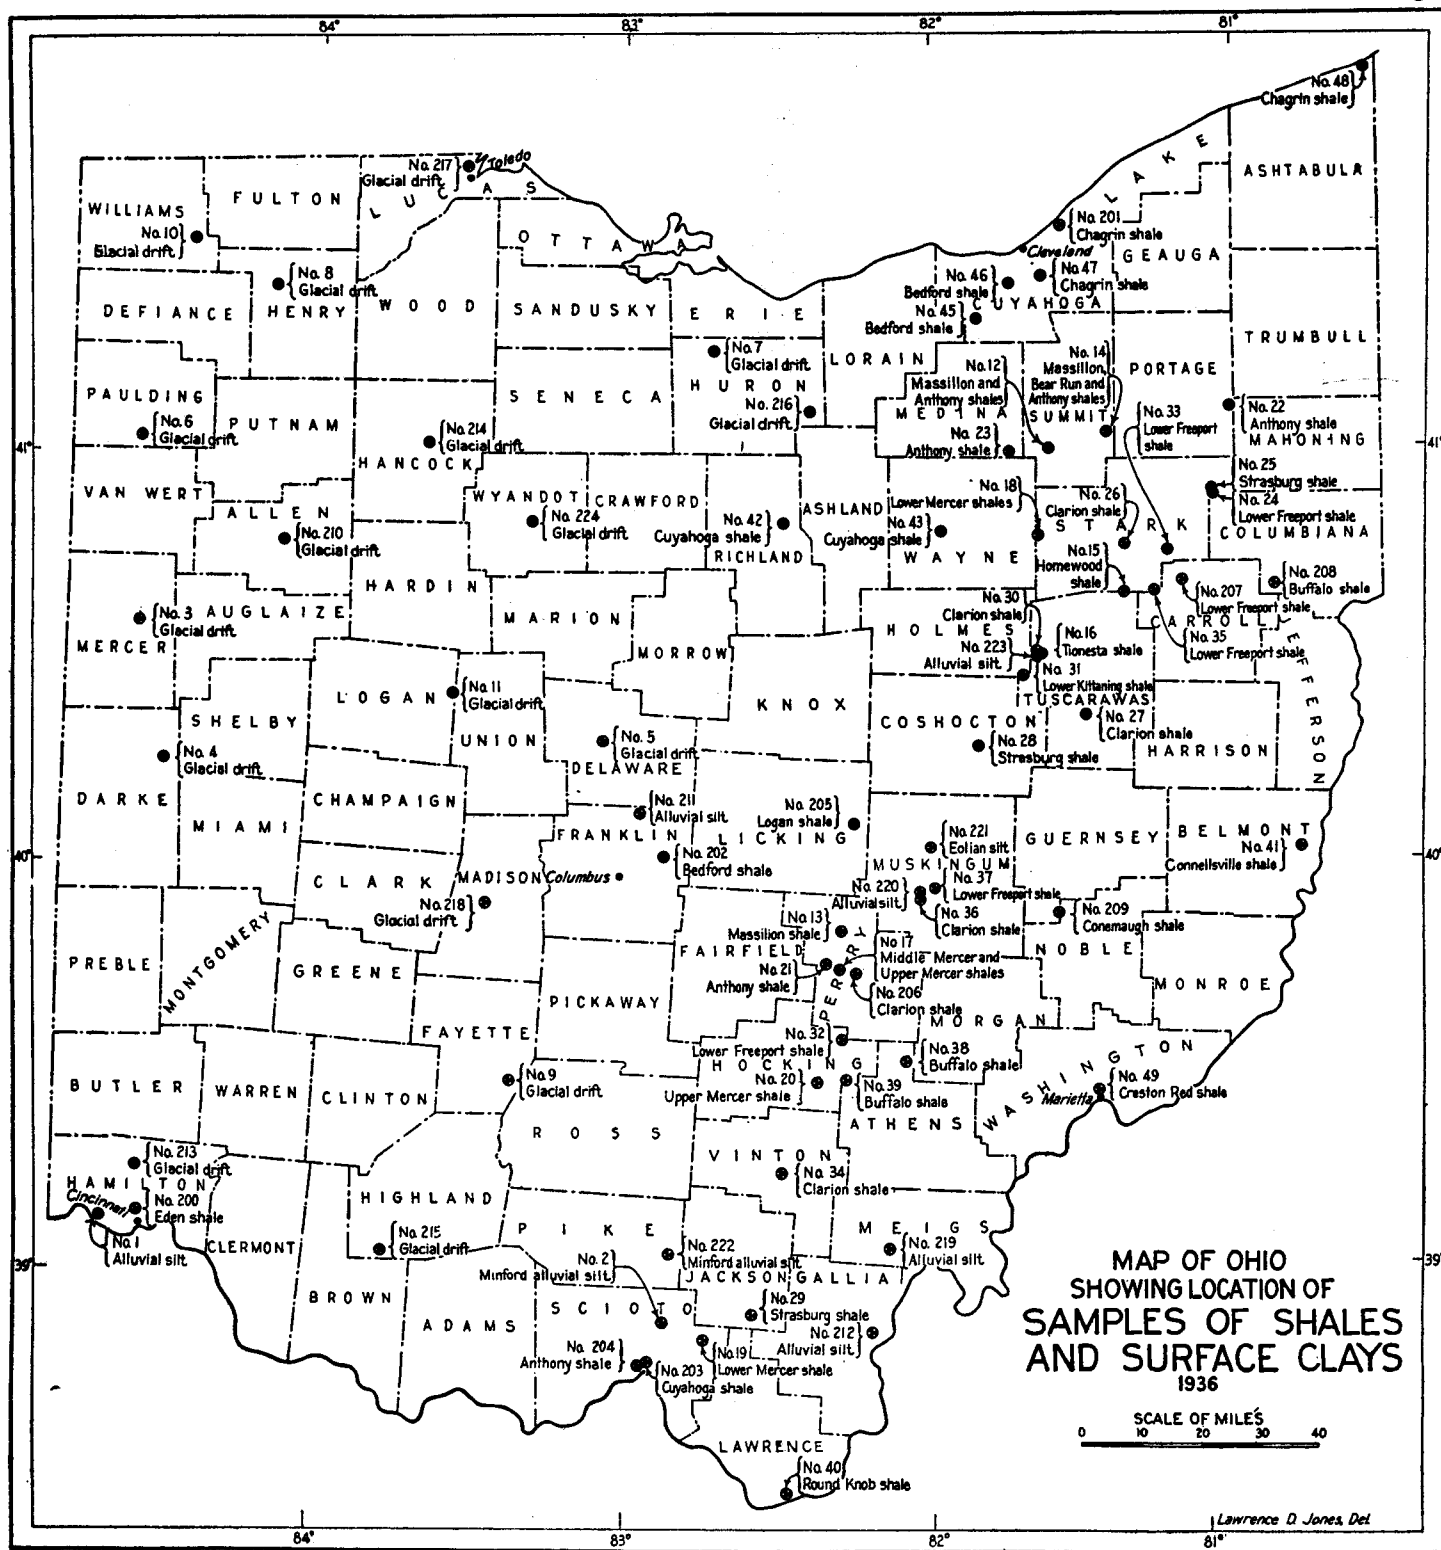 84°
83°
82°
81°
No. 48
Chagrin shale
No. 217
Glacial drift
Toledo
LUCAS
LAKE
ASHTABULA
FULTON
WILLIAMS
No. 10
Glacial drift
OTTAWA
No. 201
Chagrin shale
Cleveland
GEAUGA
No. 8
Glacial drift
No. 46
Bedford shale
No. 47
Chagrin shale
CUYAHOGA
DEFIANCE
HENRY
WOOD
SANDUSKY
ERIE
No. 45
Bedford shale
TRUMBULL
LORAIN
No. 7
Glacial drift
No. 12
Massillon and
Anthony shales
No. 14
Massillon,
Bear Run and
Anthony shales
PORTAGE
PAULDING
SENECA
HURON
No. 216
Glacial drift
MEDINA
SUMMIT
No. 33
Lower Freeport
shale
No. 22
Anthony shale
MAHONING
No. 6
Glacial drift
PUTNAM
No. 214
Glacial drift
No. 23
Anthony shale
41°
41°
HANCOCK
No. 25
Strasburg shale
No. 24
Lower Freeport shale
VAN WERT
WYANDOT
CRAWFORD
No. 18
Lower Mercer shales
No. 26
Clarion shale
ALLEN
No. 224
Glacial drift
No. 42
Cuyahoga shale
ASHLAND
No. 43
Cuyahoga shale
STARK
COLUMBIANA
No. 210
Glacial drift
RICHLAND
WAYNE
No. 15
Homewood
shale
HARDIN
No. 208
Buffalo shale
No. 207
Lower Freeport shale
No. 3
Glacial drift
AUGLAIZE
MARION
No. 30
Clarion shale
HOLMES
CARROLL
JEFFERSON
MERCER
MORROW
No. 223
Alluvial silt
No. 16
Tionesta shale
No. 35
Lower Freeport shale
No. 31
Lower Kittaning shale
LOGAN
No. 11
Glacial drift
KNOX
TUSCARAWAS
SHELBY
UNION
No. 5
Glacial drift
COSHOCTON
No. 27
Clarion shale
No. 4
Glacial drift
DELAWARE
No. 28
Strasburg shale
HARRISON
DARKE
CHAMPAIGN
No. 211
Alluvial silt
No. 205
Logan shale
MIAMI
FRANKLIN
LICKING
No. 221
Eolian silt
GUERNSEY
BELMONT
40°
40°
No. 202
Bedford shale
MUSKINGUM
No. 41
Connellsville shale
CLARK
MADISON
Columbus
No. 220
Alluvial silt
No. 37
Lower Freeport shale
No. 218
Glacial drift
No. 13
Massillon shale
No. 36
Clarion shale
No. 209
Conemaugh shale
MONTGOMERY
PERRY
FAIRFIELD
No 17
Middle Mercer and
Upper Mercer shales
NOBLE
PREBLE
GREENE
No. 21
Anthony shale
MONROE
PICKAWAY
No. 206
Clarion shale
FAYETTE
MORGAN
No. 32
Lower Freeport shale
WASHINGTON
HOCKING
No. 38
Buffalo shale
BUTLER
WARREN
CLINTON
No. 9
Glacial drift
No. 20
Upper Mercer shale
No. 39
Buffalo shale
No. 49
Creston Red shale
Marietta
ROSS
ATHENS
No. 213
Glacial drift
VINTON
No. 34
Clarion shale
HAMILTON
Cincinnati
No. 200
Eden shale
HIGHLAND
PIKE
MEIGS
No. 1
Alluvial silt
CLERMONT
No. 215
Glacial drift
No. 2
Minford alluvial silt
No. 222
Minford alluvial silt
No. 219
Alluvial silt
39°
39°
JACKSON
GALLIA
MAP OF OHIO
SHOWING LOCATION OF
SAMPLES OF SHALES
AND SURFACE CLAYS
1936
BROWN
ADAMS
SCIOTO
No. 29
Strasburg shale
No. 212
Alluvial silt
No. 204
Anthony shale
No. 19
Lower Mercer shale
No. 203
Cuyahoga shale
SCALE OF MILES
0 10 20 30 40
LAWRENCE
No. 40
Round Knob shale
Lawrence D. Jones, Del.
84°
83°
82°
81°